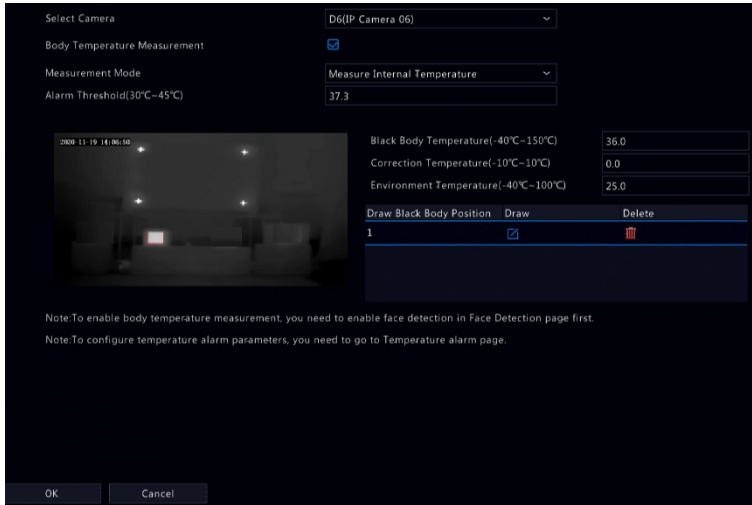 Select Camera D6(IP Camera 06)
Body Temperature Measurement
Measurement Mode Measure Internal Temperature
Alarm Threshold(30℃~45℃) 37.3
2020-11-19 14:06:50
Black Body Temperature(-40℃~150℃) 36.0
Correction Temperature(-10℃~10℃) 0.0
Environment Temperature(-40℃~100℃) 25.0
Draw Black Body Position Draw Delete
1
Note:To enable body temperature measurement, you need to enable face detection in Face Detection page first.
Note:To configure temperature alarm parameters, you need to go to Temperature alarm page.
OK Cancel